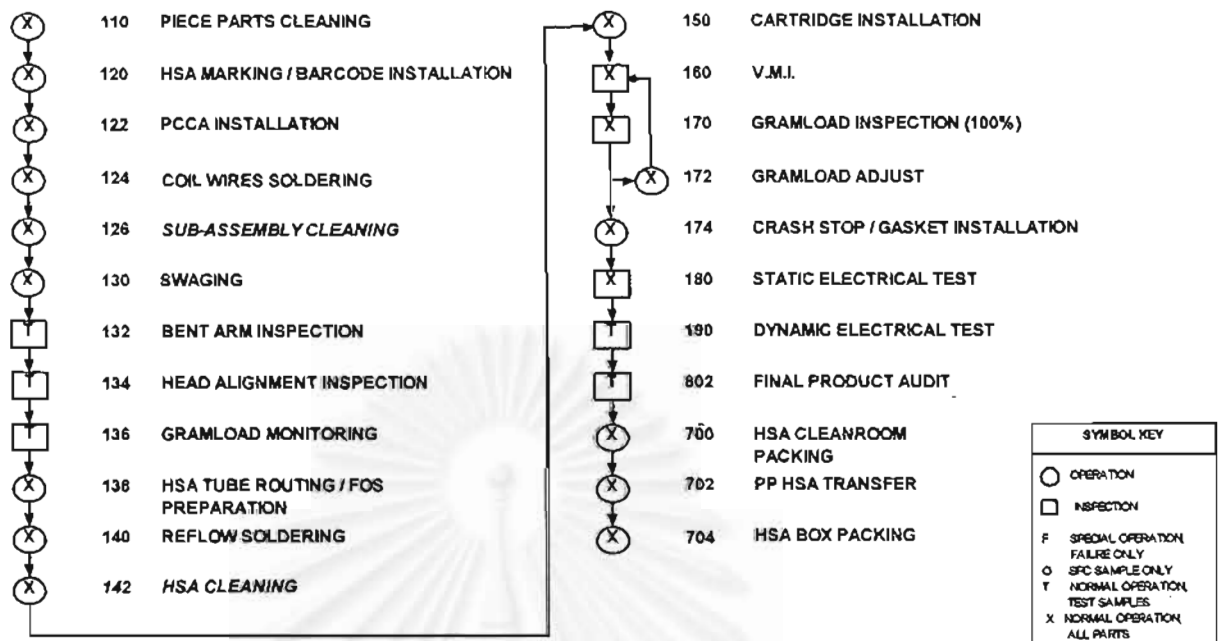 X 110 PIECE PARTS CLEANING
X 120 HSA MARKING / BARCODE INSTALLATION
X 122 PCCA INSTALLATION
X 124 COIL WIRES SOLDERING
X 126 SUB-ASSEMBLY CLEANING
X 130 SWAGING
T 132 BENT ARM INSPECTION
T 134 HEAD ALIGNMENT INSPECTION
T 136 GRAMLOAD MONITORING
X 138 HSA TUBE ROUTING / FOS
PREPARATION
X 140 REFLOW SOLDERING
X 142 HSA CLEANING
X 150 CARTRIDGE INSTALLATION
X 160 V.M.I.
X 170 GRAMLOAD INSPECTION (100%)
X 172 GRAMLOAD ADJUST
X 174 CRASH STOP / GASKET INSTALLATION
X 180 STATIC ELECTRICAL TEST
T 190 DYNAMIC ELECTRICAL TEST
T 802 FINAL PRODUCT AUDIT
X 700 HSA CLEANROOM
PACKING
X 702 PP HSA TRANSFER
X 704 HSA BOX PACKING
SYMBOL KEY
OPERATION
INSPECTION
F SPECIAL OPERATION,
FAILURE ONLY
O SPC SAMPLE ONLY
T NORMAL OPERATION,
TEST SAMPLES
X NORMAL OPERATION,
ALL PARTS